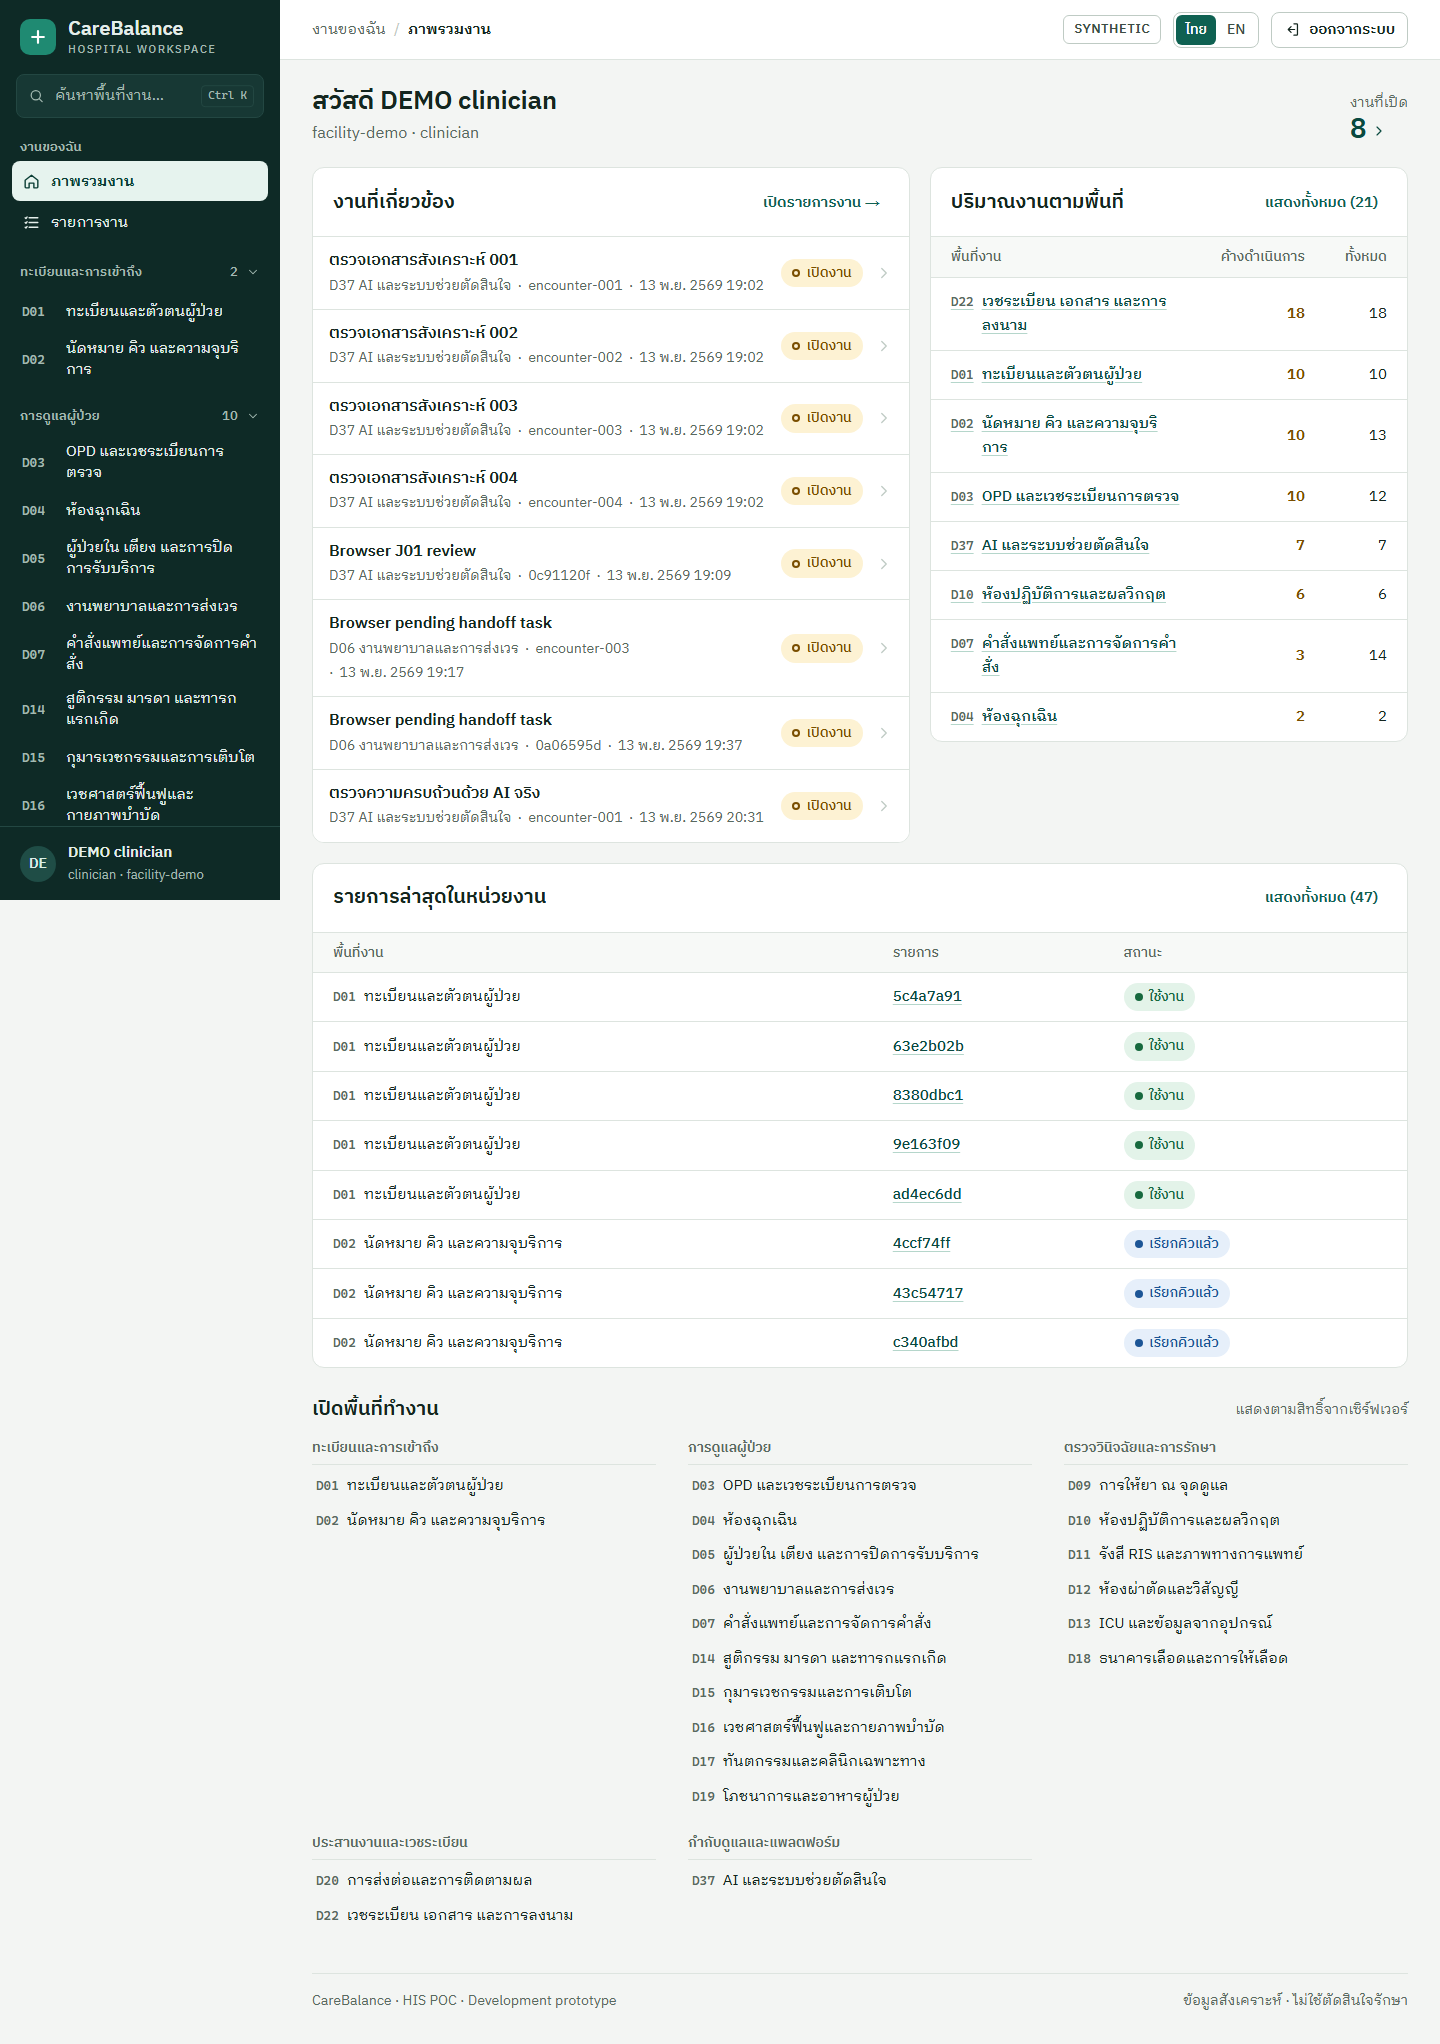 CareBalance
HOSPITAL WORKSPACE
ค้นหาพื้นที่งาน... Ctrl K
งานของฉัน
ภาพรวมงาน
รายการงาน
ทะเบียนและการเข้าถึง 2
D01 ทะเบียนและตัวตนผู้ป่วย
D02 นัดหมาย คิว และความจุบริ
การ
การดูแลผู้ป่วย 10
D03 OPD และเวชระเบียนการ
ตรวจ
D04 ห้องฉุกเฉิน
D05 ผู้ป่วยใน เตียง และการปิด
การรับบริการ
D06 งานพยาบาลและการส่งเวร
D07 คำสั่งแพทย์และการจัดการคำ
สั่ง
D14 สูติกรรม มารดา และทารก
แรกเกิด
D15 กุมารเวชกรรมและการเติบโต
D16 เวชศาสตร์ฟื้นฟูและ
กายภาพบำบัด
DE DEMO clinician
clinician · facility-demo
งานของฉัน / ภาพรวมงาน
SYNTHETIC ไทย EN ออกจากระบบ
สวัสดี DEMO clinician
facility-demo · clinician
งานที่เปิด
8
งานที่เกี่ยวข้อง เปิดรายการงาน →
ตรวจเอกสารสังเคราะห์ 001
D37 AI และระบบช่วยตัดสินใจ · encounter-001 · 13 พ.ย. 2569 19:02
เปิดงาน
ตรวจเอกสารสังเคราะห์ 002
D37 AI และระบบช่วยตัดสินใจ · encounter-002 · 13 พ.ย. 2569 19:02
เปิดงาน
ตรวจเอกสารสังเคราะห์ 003
D37 AI และระบบช่วยตัดสินใจ · encounter-003 · 13 พ.ย. 2569 19:02
เปิดงาน
ตรวจเอกสารสังเคราะห์ 004
D37 AI และระบบช่วยตัดสินใจ · encounter-004 · 13 พ.ย. 2569 19:02
เปิดงาน
Browser J01 review
D37 AI และระบบช่วยตัดสินใจ · 0c91120f · 13 พ.ย. 2569 19:09
เปิดงาน
Browser pending handoff task
D06 งานพยาบาลและการส่งเวร · encounter-003
· 13 พ.ย. 2569 19:17
เปิดงาน
Browser pending handoff task
D06 งานพยาบาลและการส่งเวร · 0a06595d · 13 พ.ย. 2569 19:37
เปิดงาน
ตรวจความครบถ้วนด้วย AI จริง
D37 AI และระบบช่วยตัดสินใจ · encounter-001 · 13 พ.ย. 2569 20:31
เปิดงาน
ปริมาณงานตามพื้นที่ แสดงทั้งหมด (21)
พื้นที่งาน ค้างดำเนินการ ทั้งหมด
D22 เวชระเบียน เอกสาร และการ
ลงนาม 18 18
D01 ทะเบียนและตัวตนผู้ป่วย 10 10
D02 นัดหมาย คิว และความจุบริ
การ 10 13
D03 OPD และเวชระเบียนการตรวจ 10 12
D37 AI และระบบช่วยตัดสินใจ 7 7
D10 ห้องปฏิบัติการและผลวิกฤต 6 6
D07 คำสั่งแพทย์และการจัดการคำ
สั่ง 3 14
D04 ห้องฉุกเฉิน 2 2
รายการล่าสุดในหน่วยงาน แสดงทั้งหมด (47)
พื้นที่งาน รายการ สถานะ
D01 ทะเบียนและตัวตนผู้ป่วย 5c4a7a91 ใช้งาน
D01 ทะเบียนและตัวตนผู้ป่วย 63e2b02b ใช้งาน
D01 ทะเบียนและตัวตนผู้ป่วย 8380dbc1 ใช้งาน
D01 ทะเบียนและตัวตนผู้ป่วย 9e163f09 ใช้งาน
D01 ทะเบียนและตัวตนผู้ป่วย ad4ec6dd ใช้งาน
D02 นัดหมาย คิว และความจุบริการ 4ccf74ff เรียกคิวแล้ว
D02 นัดหมาย คิว และความจุบริการ 43c54717 เรียกคิวแล้ว
D02 นัดหมาย คิว และความจุบริการ c340afbd เรียกคิวแล้ว
เปิดพื้นที่ทำงาน แสดงตามสิทธิ์จากเซิร์ฟเวอร์
ทะเบียนและการเข้าถึง
D01 ทะเบียนและตัวตนผู้ป่วย
D02 นัดหมาย คิว และความจุบริการ
การดูแลผู้ป่วย
D03 OPD และเวชระเบียนการตรวจ
D04 ห้องฉุกเฉิน
D05 ผู้ป่วยใน เตียง และการปิดการรับบริการ
D06 งานพยาบาลและการส่งเวร
D07 คำสั่งแพทย์และการจัดการคำสั่ง
D14 สูติกรรม มารดา และทารกแรกเกิด
D15 กุมารเวชกรรมและการเติบโต
D16 เวชศาสตร์ฟื้นฟูและกายภาพบำบัด
D17 ทันตกรรมและคลินิกเฉพาะทาง
D19 โภชนาการและอาหารผู้ป่วย
ตรวจวินิจฉัยและการรักษา
D09 การให้ยา ณ จุดดูแล
D10 ห้องปฏิบัติการและผลวิกฤต
D11 รังสี RIS และภาพทางการแพทย์
D12 ห้องผ่าตัดและวิสัญญี
D13 ICU และข้อมูลจากอุปกรณ์
D18 ธนาคารเลือดและการให้เลือด
ประสานงานและเวชระเบียน
D20 การส่งต่อและการติดตามผล
D22 เวชระเบียน เอกสาร และการลงนาม
กำกับดูแลและแพลตฟอร์ม
D37 AI และระบบช่วยตัดสินใจ
CareBalance · HIS POC · Development prototype
ข้อมูลสังเคราะห์ · ไม่ใช้ตัดสินใจรักษา